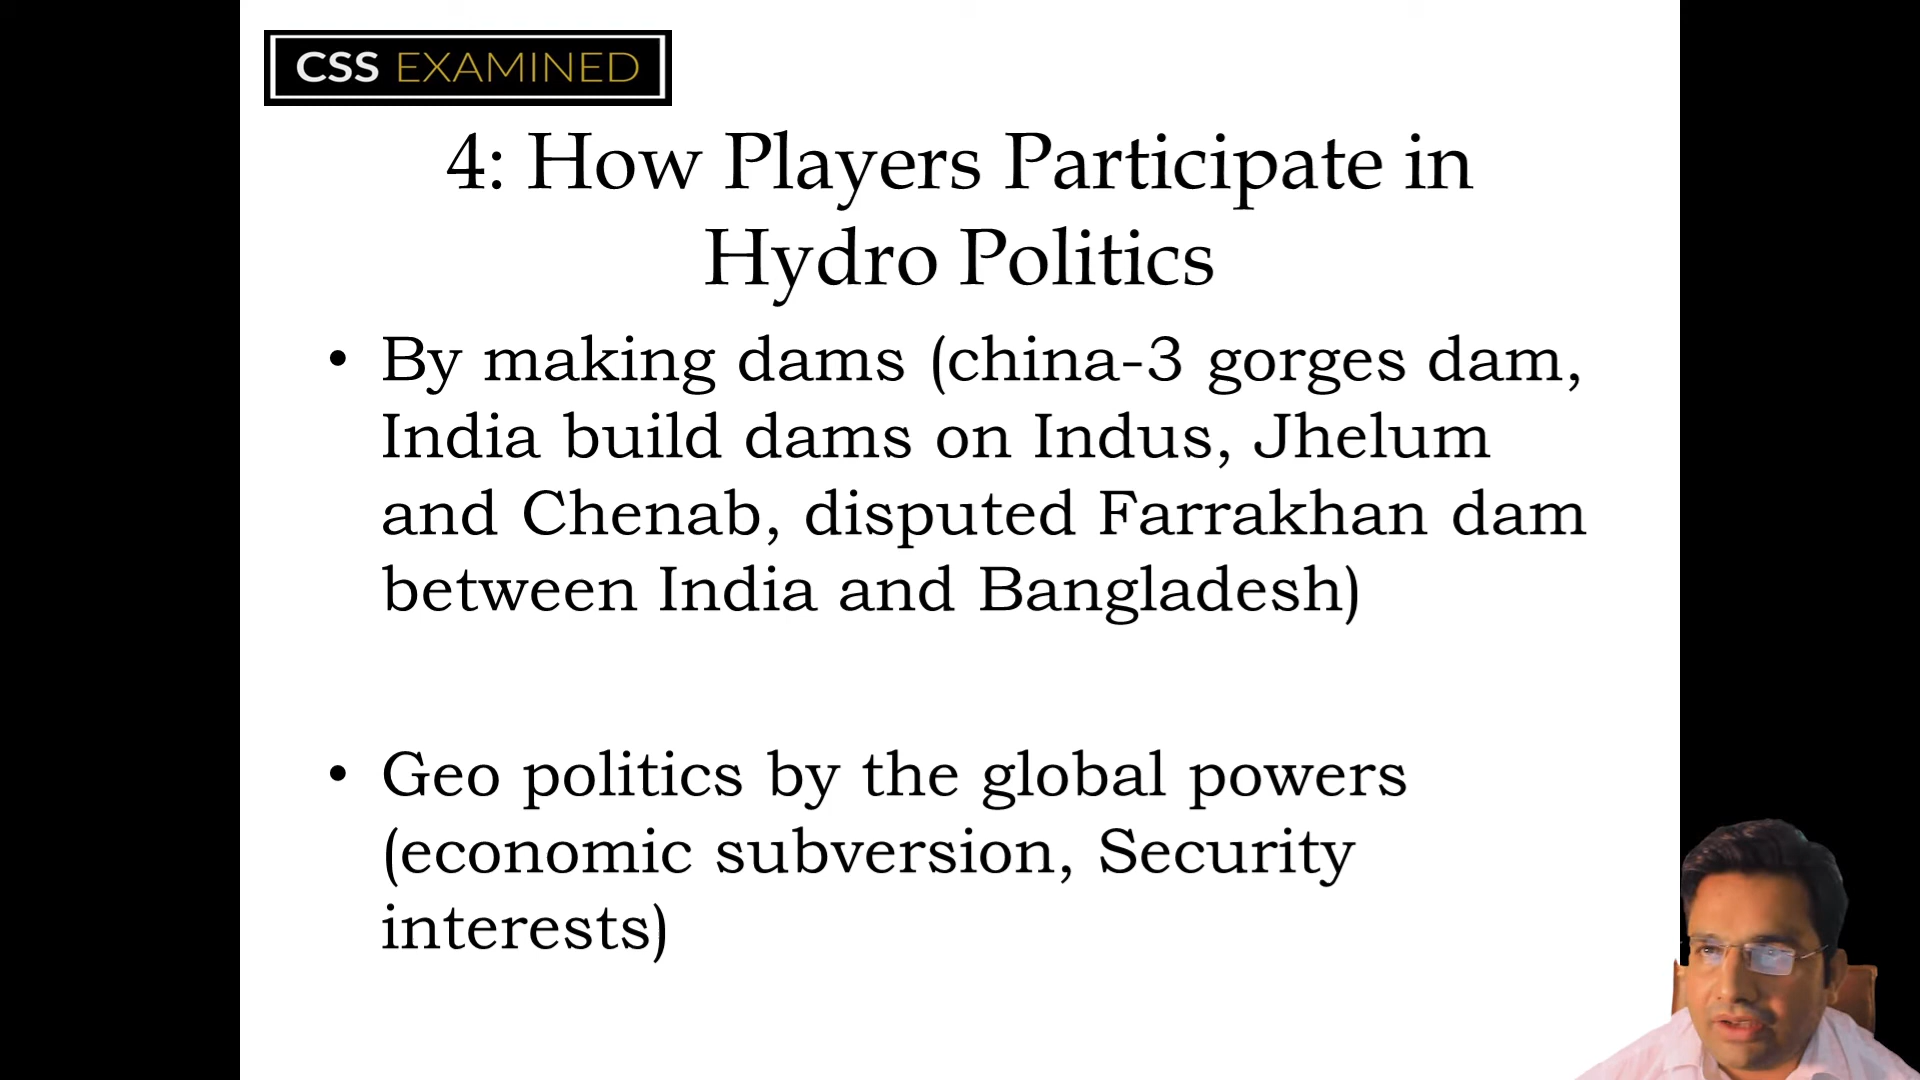 CSS EXAMINED
4: How Players Participate in
Hydro Politics
• By making dams (china-3 gorges dam,
India build dams on Indus, Jhelum
and Chenab, disputed Farrakhan dam
between India and Bangladesh)
• Geo politics by the global powers
(economic subversion, Security
interests)